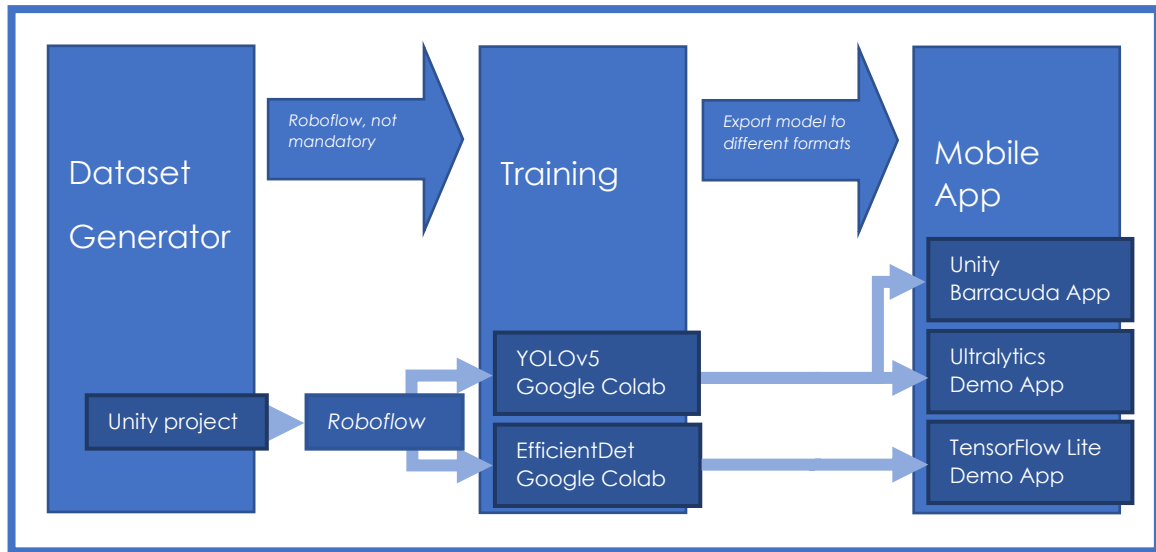 Dataset
Generator
Roboflow, not
mandatory
Training
Export model to
different formats
Mobile
App
Unity
Barracuda App
YOLOv5
Google Colab
Ultralytics
Demo App
Unity project
Roboflow
EfficientDet
Google Colab
TensorFlow Lite
Demo App